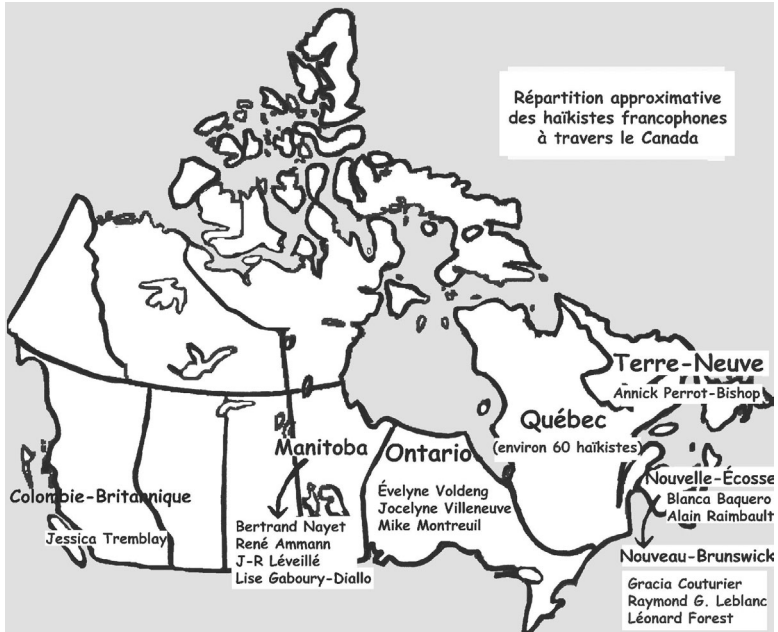 Répartition approximative
des haïkistes francophones
à travers le Canada
Terre-Neuve
Annick Perrot-Bishop
Québec
(environ 60 haïkistes)
Manitoba
Ontario
Colombie-Britannique
Jessica Tremblay
Évelyne Voldeng
Jocelyne Villeneuve
Mike Montreuil
Bertrand Nayet
René Ammann
J-R Léveillé
Lise Gaboury-Diallo
Nouvelle-Écosse
Blanca Baquero
Alain Raimbault
Nouveau-Brunswick
Gracia Couturier
Raymond G. Leblanc
Léonard Forest